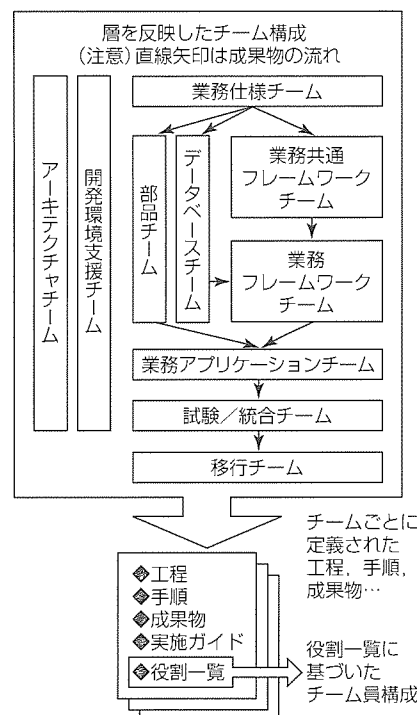 層を反映したチーム構成
(注意)直線矢印は成果物の流れ
業務仕様チーム
アーキテクチャチーム
開発環境支援チーム
部品チーム
データベースチーム
業務共通
フレームワーク
チーム
業務
フレームワーク
チーム
業務アプリケーションチーム
試験/統合チーム
移行チーム
チームごとに
定義された
工程,手順,
成果物…
◆工程
◆手順
◆成果物
◆実施ガイド
◆役割一覧
役割一覧に
基づいた
チーム員構成